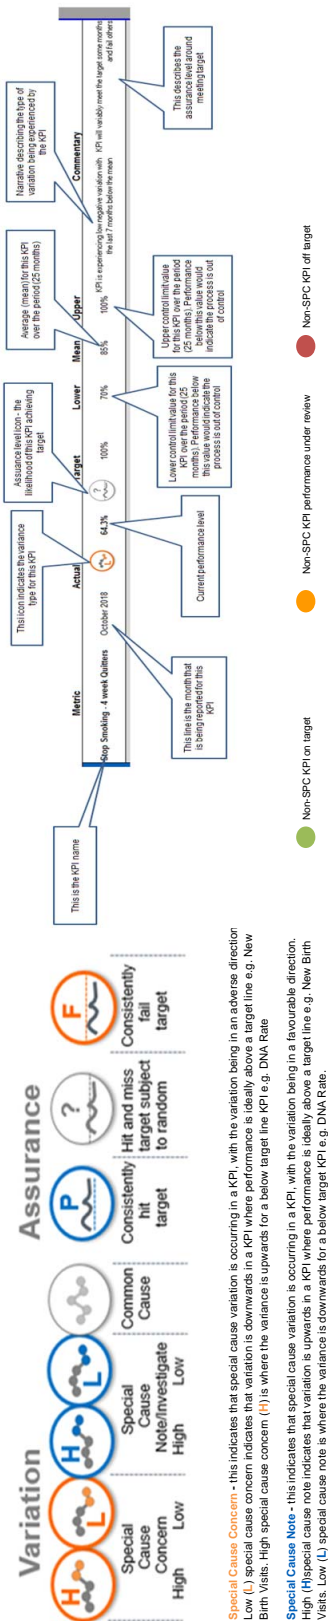 Variation
Assurance
H
L
H
L
P
?
F
Special
Cause
Concern
High Low
Special
Cause
Note/Investigate
High Low
Common
Cause
Consistently
hit
target
Hit and miss
target subject
to random
Consistently
fail
target
Special Cause Concern - this indicates that special cause variation is occurring in a KPI, with the variation being in an adverse direction
Low (L) special cause concern indicates that variation is downwards in a KPI where performance is ideally above a target line e.g. New
Birth Visits. High special cause concern (H) is where the variance is upwards for a below target line KPI e.g. DNA Rate
Special Cause Note - this indicates that special cause variation is occurring in a KPI, with the variation being in a favourable direction.
High (H)special cause note indicates that variation is upwards in a KPI where performance is ideally above a target line e.g. New Birth
Visits. Low (L) special cause note is where the variance is downwards for a below target KPI e.g. DNA Rate.
This is the KPI name
Thsi icon indicates the variance
type for this KPI
Assurance level icon - the
likelihood of this KPI achieving
target
Average (mean) for this KPI
over the period (25 months)
Narrative describing the type of
variation being experienced by
the KPI
Metric Actual Target Lower Mean Upper Commentary
Stop Smoking - 4 week Quitters October 2018 L 64.3% ? 100% 70% 85% 100%
KPI is experiencing low negative variation with
the last 7 months below the mean
KPI will variably meet the target some months
and fail others
This line is the month that
is being reported for this
KPI
Current performance level
Lower control limit value for this
KPI over the period (25
months). Performance below
this value would indicate the
process is out of control
Upper control limit value
for this KPI over the period
(25 months). Performance
below this value would
indicate the process is out
of control
This describes the
assurance level around
meeting target
Non-SPC KPI on target
Non-SPC KPI performance under review
Non-SPC KPI off target